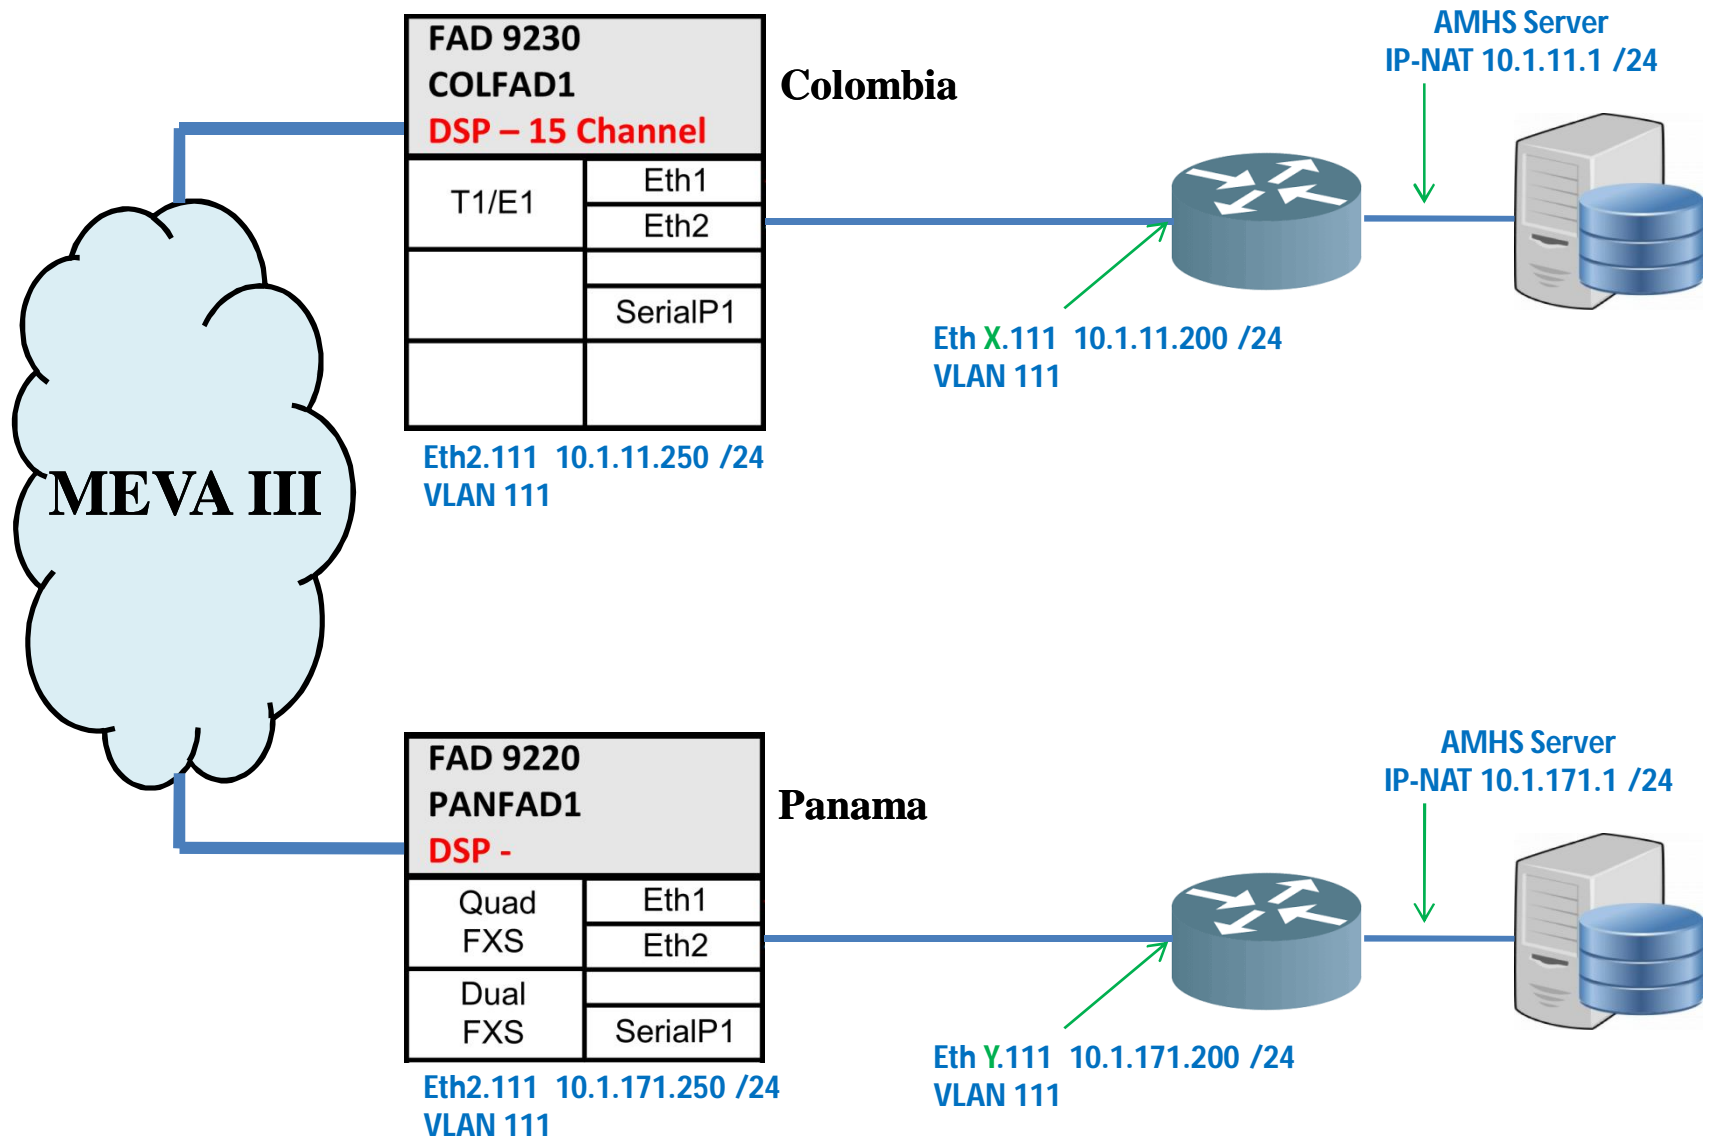 FAD 9230
COLFAD1
DSP – 15 Channel
T1/E1
Eth1
Eth2
SerialP1
Eth2.111 10.1.11.250 /24
VLAN 111
Colombia
Eth X.111 10.1.11.200 /24
VLAN 111
AMHS Server
IP-NAT 10.1.11.1 /24
MEVA III
FAD 9220
PANFAD1
DSP -
Quad
FXS
Eth1
Eth2
Dual
FXS
SerialP1
Eth2.111 10.1.171.250 /24
VLAN 111
Panama
Eth Y.111 10.1.171.200 /24
VLAN 111
AMHS Server
IP-NAT 10.1.171.1 /24